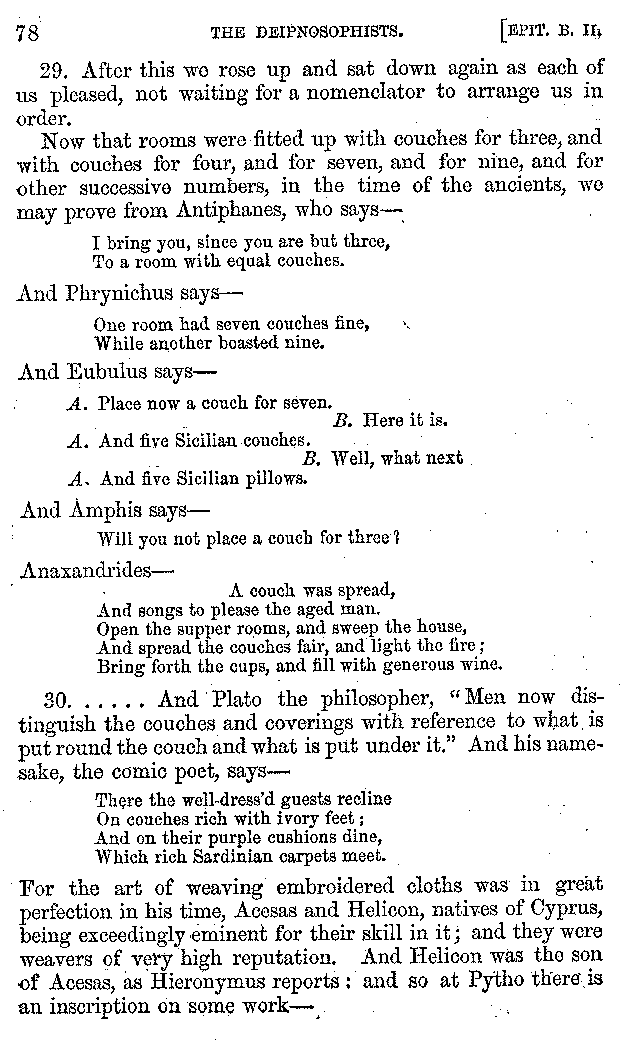 78 THE DEIPNOSOPHISTS. [EPIT. B. II,
29. After this we rose up and sat down again as each of
us pleased, not waiting for a nomenclator to arrange us in
order.
Now that rooms were fitted up with couches for three, and
with couches for four, and for seven, and for nine, and for
other successive numbers, in the time of the ancients, we
may prove from Antiphanes, who says—
I bring you, since you are but three,
To a room with equal couches.
And Phrynichus says—
One room had seven couches fine,
While another boasted nine.
And Eubulus says—
A. Place now a couch for seven.
B. Here it is.
A. And five Sicilian couches.
B. Well, what next
A. And five Sicilian pillows.
And Amphis says—
Will you not place a couch for three?
Anaxandrides—
A couch was spread,
And songs to please the aged man.
Open the supper rooms, and sweep the house,
And spread the couches fair, and light the fire;
Bring forth the cups, and fill with generous wine.
30. . . . . . . And Plato the philosopher, "Men now dis-
tinguish the couches and coverings with reference to what is
put round the couch and what is put under it." And his name-
sake, the comic poet, says—
There the well-dress'd guests recline
On couches rich with ivory feet;
And on their purple cushions dine,
Which rich Sardinian carpets meet.
For the art of weaving embroidered cloths was in great
perfection in his time, Acesas and Helicon, natives of Cyprus,
being exceedingly eminent for their skill in it; and they were
weavers of very high reputation. And Helicon was the son
of Acesas, as Hieronymus reports: and so at Pytho there is
an inscription on some work—